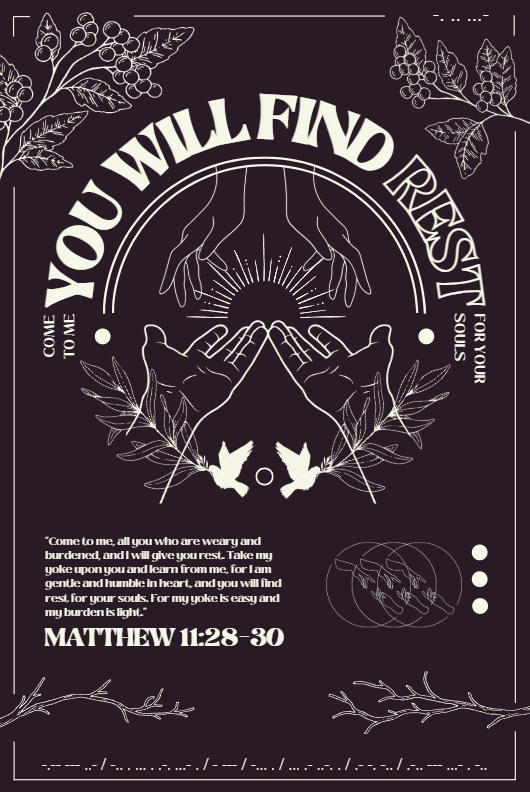 -. .. ...-
YOU WILL FIND REST
COME
TO ME
FOR YOUR
SOULS
"Come to me, all you who are weary and
burdened, and I will give you rest. Take my
yoke upon you and learn from me, for I am
gentle and humble in heart, and you will find
rest for your souls. For my yoke is easy and
my burden is light."
MATTHEW 11:28-30
-.-- --- ..- / -.. . ... . .-. ...- . / - --- / -... . / ... .- ..-. . / .- -. -.. / .-.. --- ...- . -..